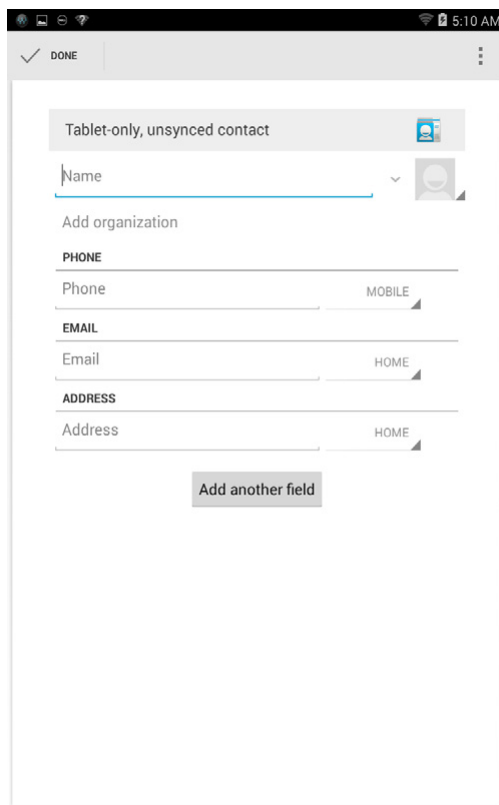 5:10 AM
DONE
Tablet-only, unsynced contact
Name
Add organization
PHONE
Phone
MOBILE
EMAIL
Email
HOME
ADDRESS
Address
HOME
Add another field